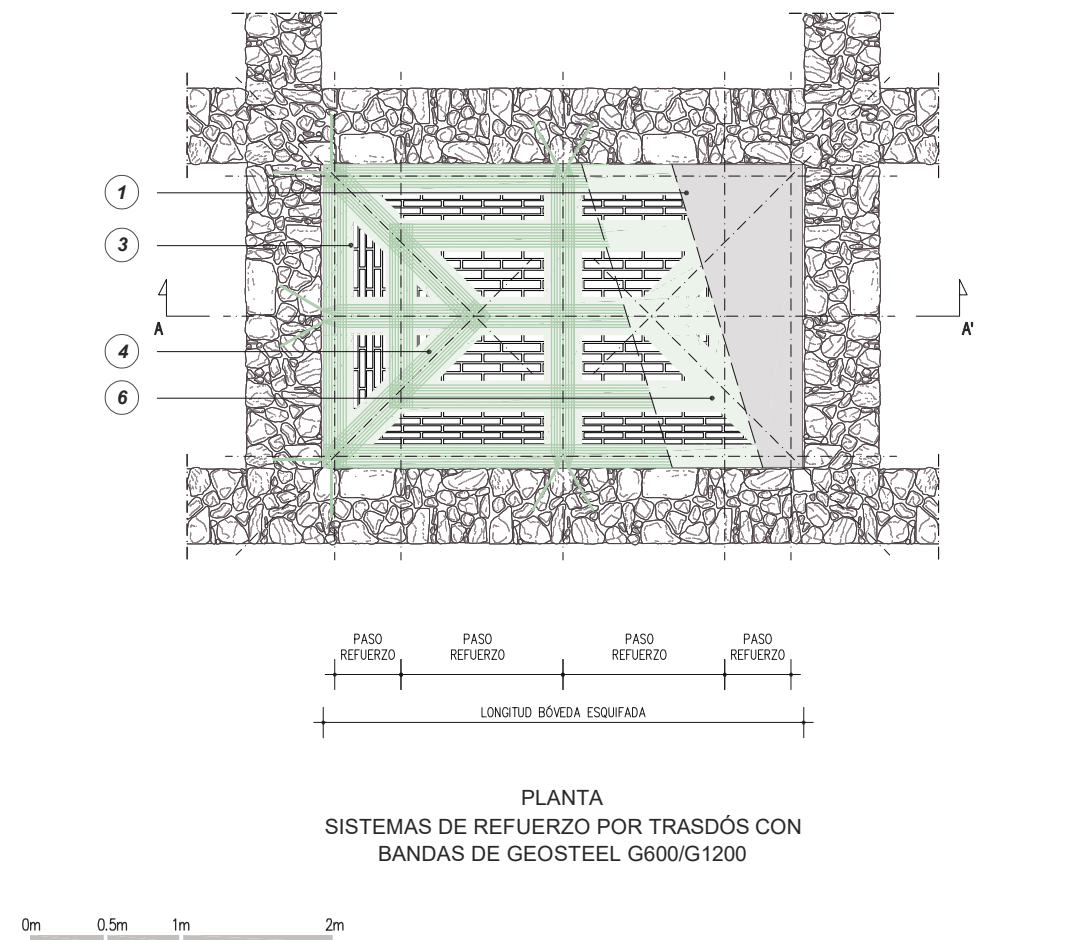 1
3
A
A'
4
6
PASO
REFUERZO
PASO
REFUERZO
PASO
REFUERZO
PASO
REFUERZO
LONGITUD BÓVEDA ESQUIFADA
PLANTA
SISTEMAS DE REFUERZO POR TRASDÓS CON
BANDAS DE GEOSTEEL G600/G1200
0m 0.5m 1m 2m